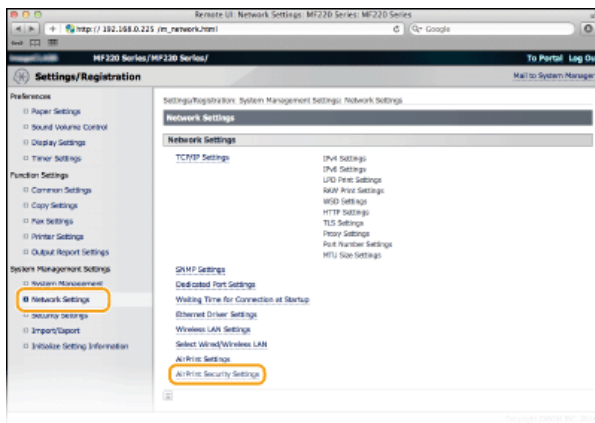 Remote UI: Network Settings: MF220 Series: MF220 Series
http://192.168.0.225/m_network.html
Google
MF220 Series/MF220 Series/
To Portal Log Ou
Settings/Registration
Mail to System Manager
Preferences
Settings/Registration: System Management Settings: Network Settings
Paper Settings
Network Settings
Sound Volume Control
Display Settings
Network Settings
Timer Settings
TCP/IP Settings
IPv4 Settings
IPv6 Settings
Function Settings
LPD Print Settings
Common Settings
RAW Print Settings
WSD Settings
Copy Settings
HTTP Settings
Fax Settings
TLS Settings
Printer Settings
Proxy Settings
Port Number Settings
Output Report Settings
MTU Size Settings
System Management Settings
SNMP Settings
System Management
Dedicated Port Settings
Network Settings
Waiting Time for Connection at Startup
Security Settings
Ethernet Driver Settings
Import/Export
Wireless LAN Settings
Initialize Setting Information
Select Wired/Wireless LAN
AirPrint Settings
AirPrint Security Settings
Copyright CANON INC.